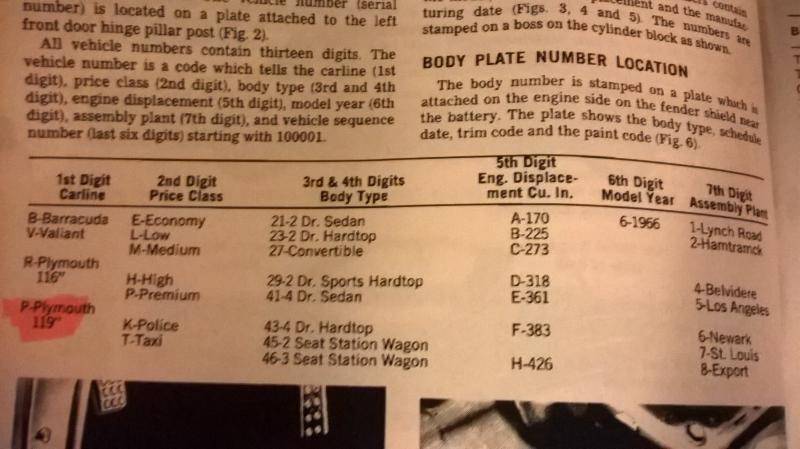 number) is located on a plate attached to the left
front door hinge pillar post (Fig. 2).
All vehicle numbers contain thirteen digits. The
vehicle number is a code which tells the carline (1st
digit), price class (2nd digit), body type (3rd and 4th
digit), engine displacement (5th digit), model year (6th
digit), assembly plant (7th digit), and vehicle sequence
number (last six digits) starting with 100001.
turing date (Figs. 3, 4 and 5). The numbers are
stamped on a boss on the cylinder block as shown.
BODY PLATE NUMBER LOCATION
The body number is stamped on a plate which is
attached on the engine side on the fender shield near
the battery. The plate shows the body type, schedule
date, trim code and the paint code (Fig. 6).
1st Digit
Carline
2nd Digit
Price Class
3rd & 4th Digits
Body Type
5th Digit
Eng. Displace-
ment Cu. In.
6th Digit
Model Year
7th Digit
Assembly Plant
B-Barracuda E-Economy 21-2 Dr. Sedan A-170 6-1966 1-Lynch Road
V-Valiant L-Low 23-2 Dr. Hardtop B-225 2-Hamtramck
M-Medium 27-Convertible C-273
R-Plymouth
116" H-High 29-2 Dr. Sports Hardtop D-318 4-Belvidere
P-Premium 41-4 Dr. Sedan E-361 5-Los Angeles
P-Plymouth
119" K-Police 43-4 Dr. Hardtop F-383 6-Newark
T-Taxi 45-2 Seat Station Wagon 7-St. Louis
46-3 Seat Station Wagon H-426 8-Export